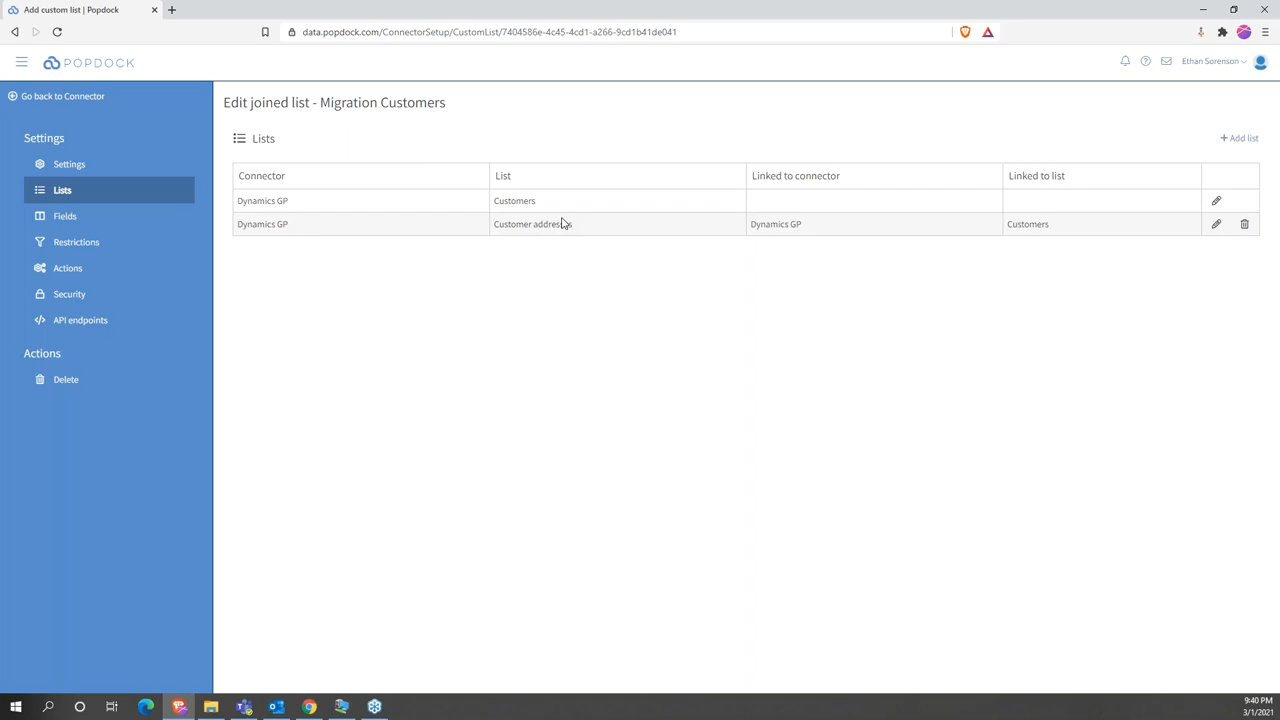 Add custom list | Popdock
data.popdock.com/ConnectorSetup/CustomList/7404586e-4c45-4cd1-a266-9cd1b41de041
POPDOCK
Ethan Sorenson
Go back to Connector
Edit joined list - Migration Customers
Settings
Lists
+ Add list
Settings
Lists
Fields
Restrictions
Actions
Security
API endpoints
Actions
Delete
Connector List Linked to connector Linked to list
Dynamics GP Customers
Dynamics GP Customer addresses Dynamics GP Customers
9:40 PM
3/1/2021